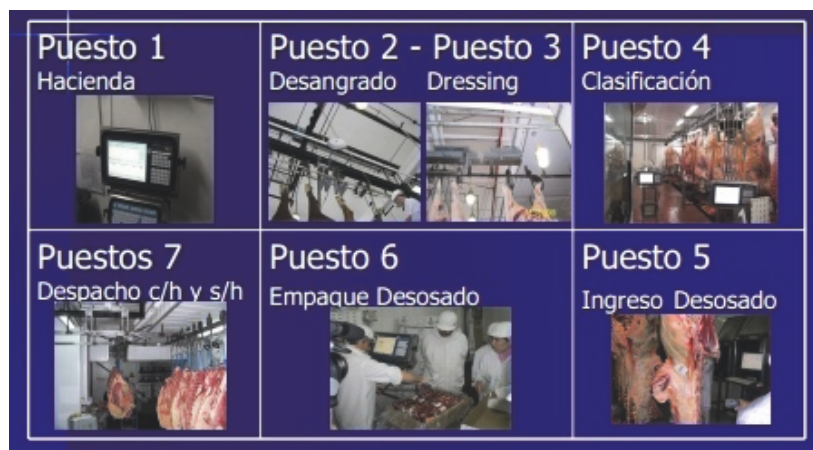 Puesto 1
Hacienda
Puesto 2 - Puesto 3
Desangrado Dressing
Puesto 4
Clasificación
Puestos 7
Despacho c/h y s/h
Puesto 6
Empaque Desosado
Puesto 5
Ingreso Desosado